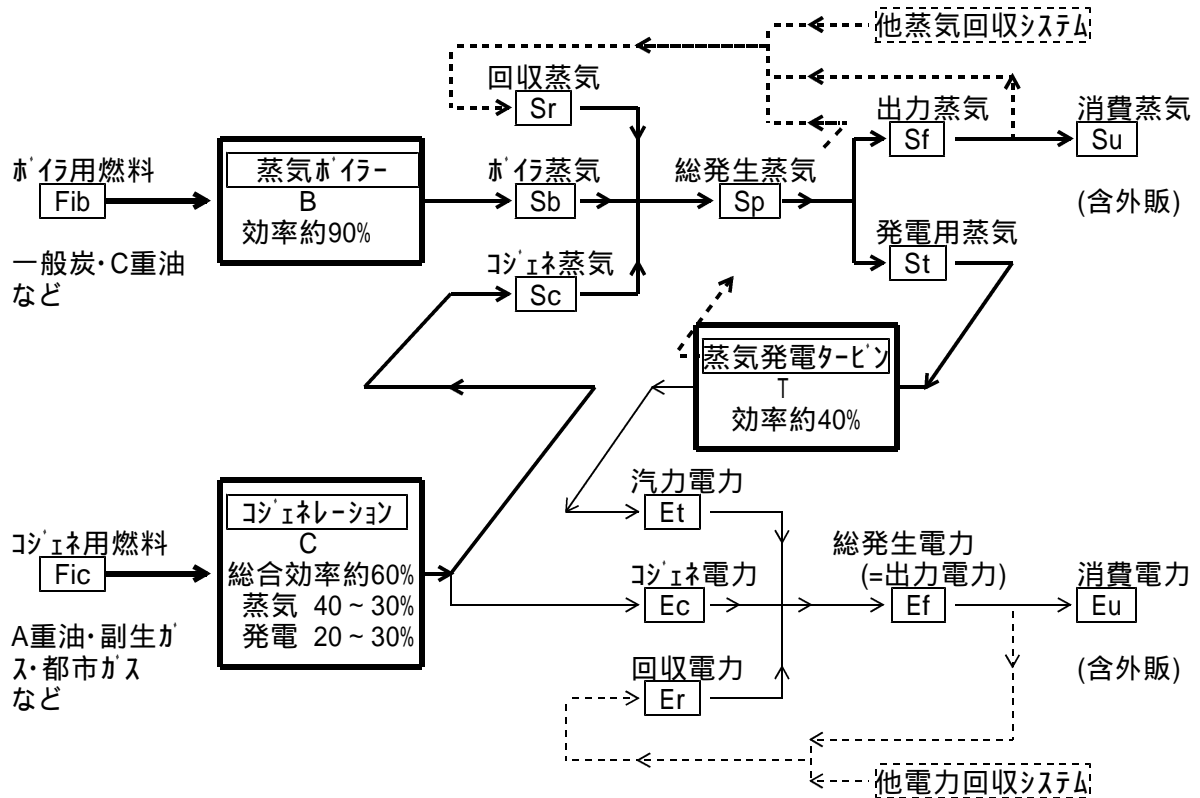 他蒸気回収ｼｽﾃﾑ
回収蒸気
Sr
出力蒸気
Sf
消費蒸気
Su
(含外販)
ﾎﾞｲﾗ用燃料
Fib
一般炭･C重油
など
蒸気ﾎﾞｲﾗｰ
B
効率約90%
ﾎﾞｲﾗ蒸気
Sb
総発生蒸気
Sp
発電用蒸気
St
ｺｼﾞｪﾈ蒸気
Sc
蒸気発電ﾀｰﾋﾞﾝ
T
効率約40%
ｺｼﾞｪﾈ用燃料
Fic
A重油･副生ｶﾞ
ｽ･都市ｶﾞｽ
など
ｺｼﾞｪﾈﾚｰｼｮﾝ
C
総合効率約60%
蒸気 40 ~ 30%
発電 20 ~ 30%
汽力電力
Et
ｺｼﾞｪﾈ電力
Ec
回収電力
Er
総発生電力
(=出力電力)
Ef
消費電力
Eu
(含外販)
他電力回収ｼｽﾃﾑ